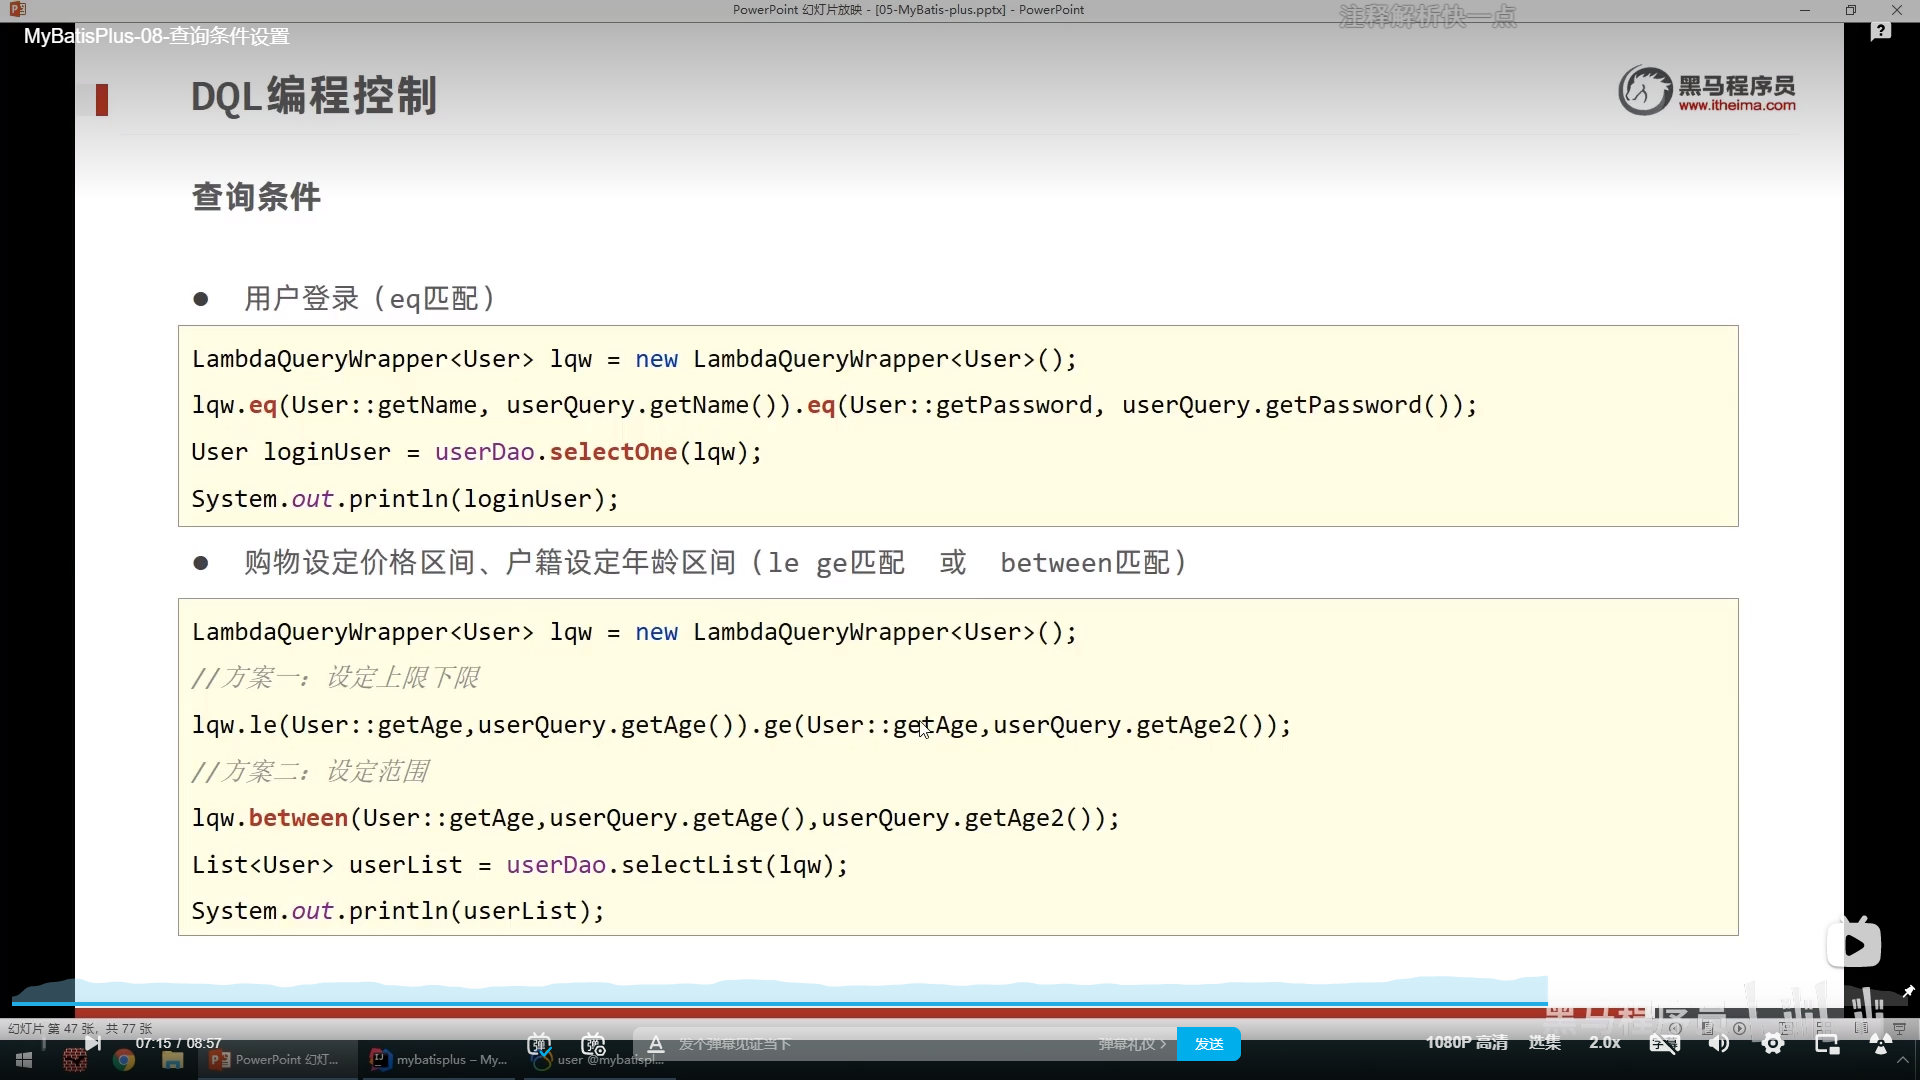 PowerPoint 幻灯片放映 - [05-MyBatis-plus.pptx] - PowerPoint
注释解析快一点
MyBatisPlus-08-查询条件设置
DQL编程控制
黑马程序员
www.itheima.com
查询条件
● 用户登录（eq匹配）
LambdaQueryWrapper<User> lqw = new LambdaQueryWrapper<User>();
lqw.eq(User::getName, userQuery.getName()).eq(User::getPassword, userQuery.getPassword());
User loginUser = userDao.selectOne(lqw);
System.out.println(loginUser);
● 购物设定价格区间、户籍设定年龄区间（le ge匹配 或 between匹配）
LambdaQueryWrapper<User> lqw = new LambdaQueryWrapper<User>();
//方案一：设定上限下限
lqw.le(User::getAge,userQuery.getAge()).ge(User::getAge,userQuery.getAge2());
//方案二：设定范围
lqw.between(User::getAge,userQuery.getAge(),userQuery.getAge2());
List<User> userList = userDao.selectList(lqw);
System.out.println(userList);
黑马程序员
幻灯片 第 47 张，共 77 张
07:15 / 08:57
发个弹幕见证当下
弹幕礼仪 >
发送
1080P 高清
选集
2.0x
PowerPoint 幻灯...
mybatisplus – My...
user @mybatispl...